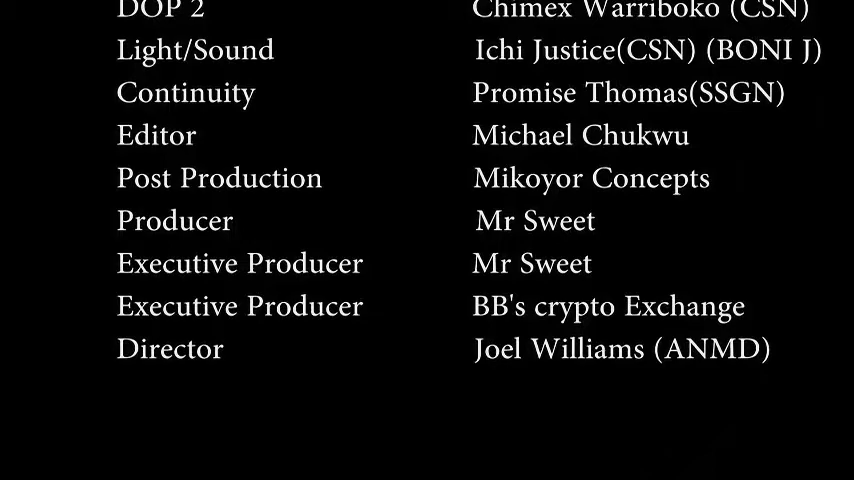 DOP 2 Chimex Warriboko (CSN)
Light/Sound Ichi Justice(CSN) (BONI J)
Continuity Promise Thomas(SSGN)
Editor Michael Chukwu
Post Production Mikoyor Concepts
Producer Mr Sweet
Executive Producer Mr Sweet
Executive Producer BB's crypto Exchange
Director Joel Williams (ANMD)